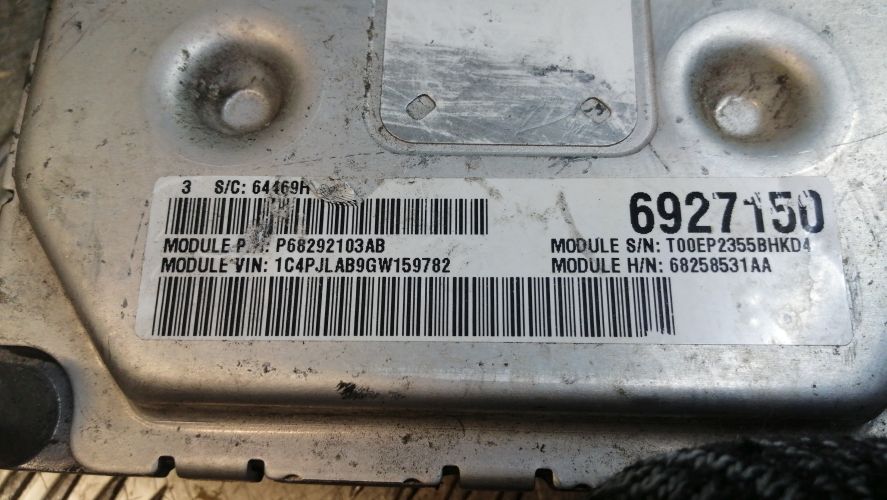 3 S/C: 64469H
6927150
MODULE P : P68292103AB
MODULE S/N: T00EP2355BHKD4
MODULE VIN: 1C4PJLAB9GW159782
MODULE H/N: 68258531AA